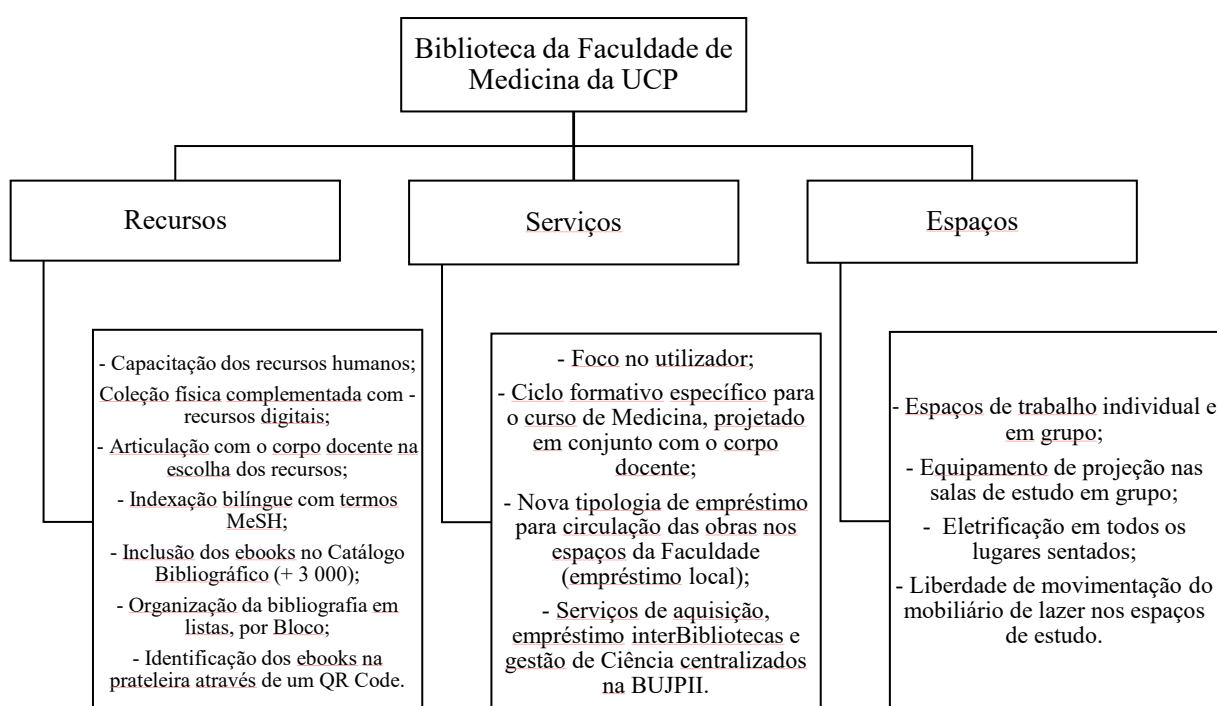 Biblioteca da Faculdade de
Medicina da UCP
Recursos
Serviços
Espaços
- Capacitação dos recursos humanos;
Coleção física complementada com -
recursos digitais;
- Articulação com o corpo docente na
escolha dos recursos;
- Indexação bilíngue com termos
MeSH;
- Inclusão dos ebooks no Catálogo
Bibliográfico (+ 3 000);
- Organização da bibliografia em
listas, por Bloco;
- Identificação dos ebooks na
prateleira através de um QR Code.
- Foco no utilizador;
- Ciclo formativo específico para
o curso de Medicina, projetado
em conjunto com o corpo
docente;
- Nova tipologia de empréstimo
para circulação das obras nos
espaços da Faculdade
(empréstimo local);
- Serviços de aquisição,
empréstimo interBibliotecas e
gestão de Ciência centralizados
na BUJPII.
- Espaços de trabalho individual e
em grupo;
- Equipamento de projeção nas
salas de estudo em grupo;
- Eletrificação em todos os
lugares sentados;
- Liberdade de movimentação do
mobiliário de lazer nos espaços
de estudo.